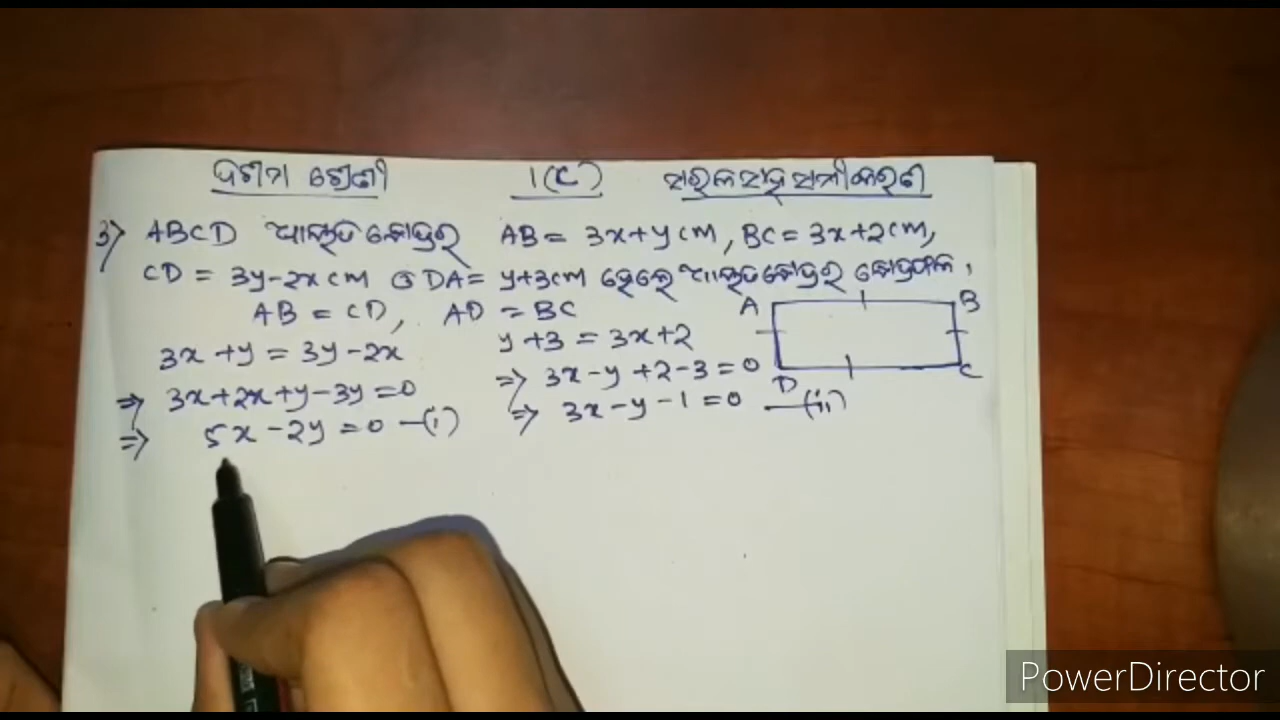 ଦଶମ ଶ୍ରେଣୀ 1(C) ସରଳ ସହ ସମୀକରଣ
3) ABCD ଆୟତକ୍ଷେତ୍ରର AB = 3x+y cm, BC = 3x+2cm,
CD = 3y-2x cm ଓ DA = y+3cm ହେଲେ ଆୟତକ୍ଷେତ୍ରର କ୍ଷେତ୍ରଫଳ,
AB = CD, AD = BC
3x+y = 3y-2x y+3 = 3x+2
=> 3x+2x+y-3y=0 => 3x-y+2-3=0
=> 5x-2y=0 —(i) => 3x-y-1=0 —(ii)
A B
D C
PowerDirector